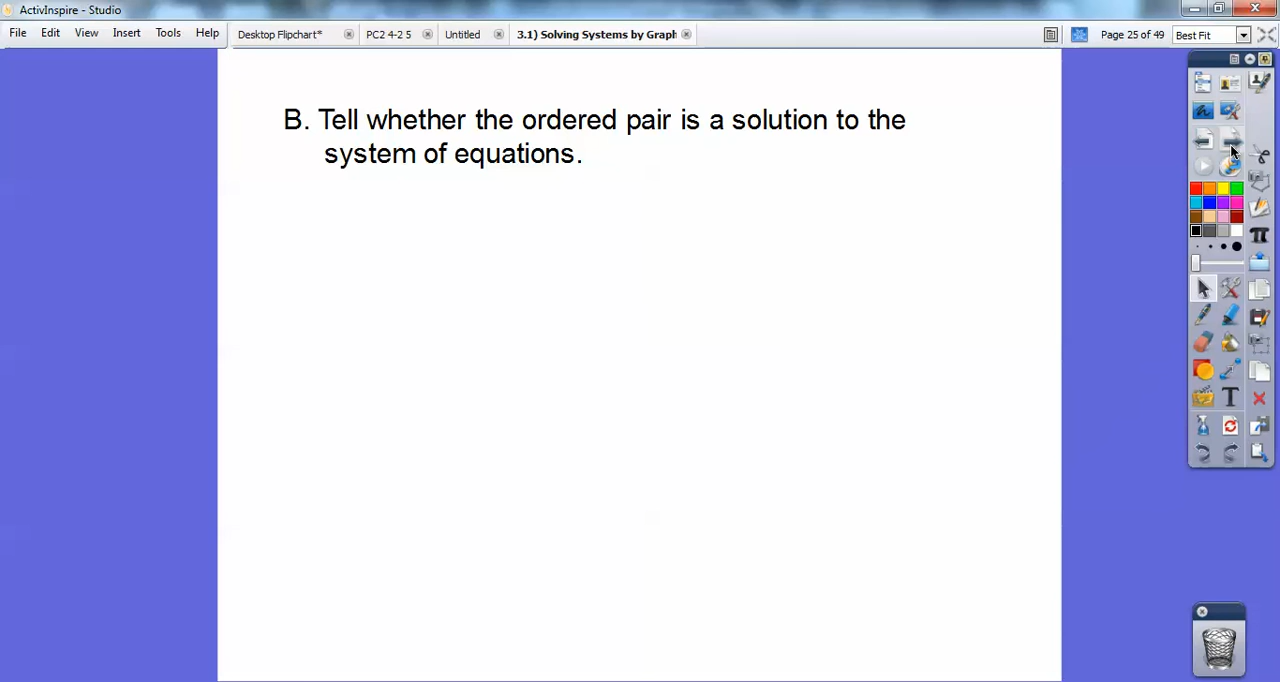 ActivInspire - Studio
File Edit View Insert Tools Help Desktop Flipchart* PC2 4-2 5 Untitled 3.1) Solving Systems by Graph Page 25 of 49 Best Fit
B. Tell whether the ordered pair is a solution to the
system of equations.